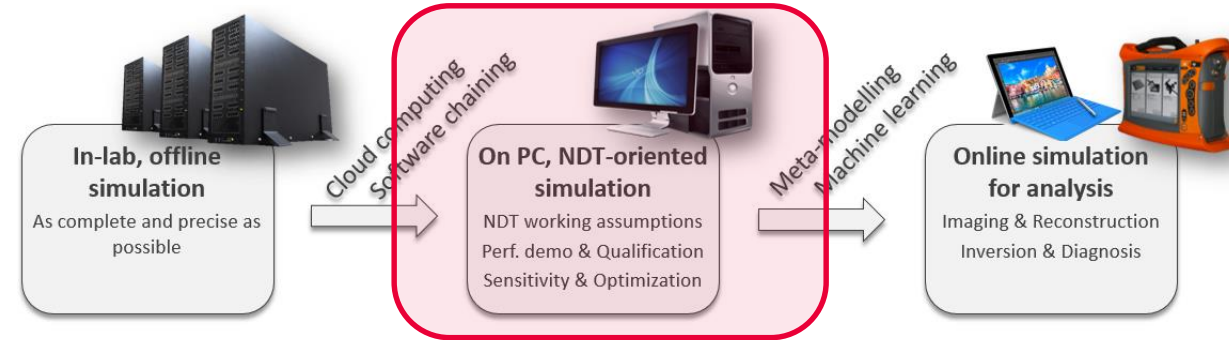 In-lab, offline
simulation
As complete and precise as
possible
Cloud computing
Software chaining
On PC, NDT-oriented
simulation
NDT working assumptions
Perf. demo & Qualification
Sensitivity & Optimization
Meta-modelling
Machine learning
Online simulation
for analysis
Imaging & Reconstruction
Inversion & Diagnosis